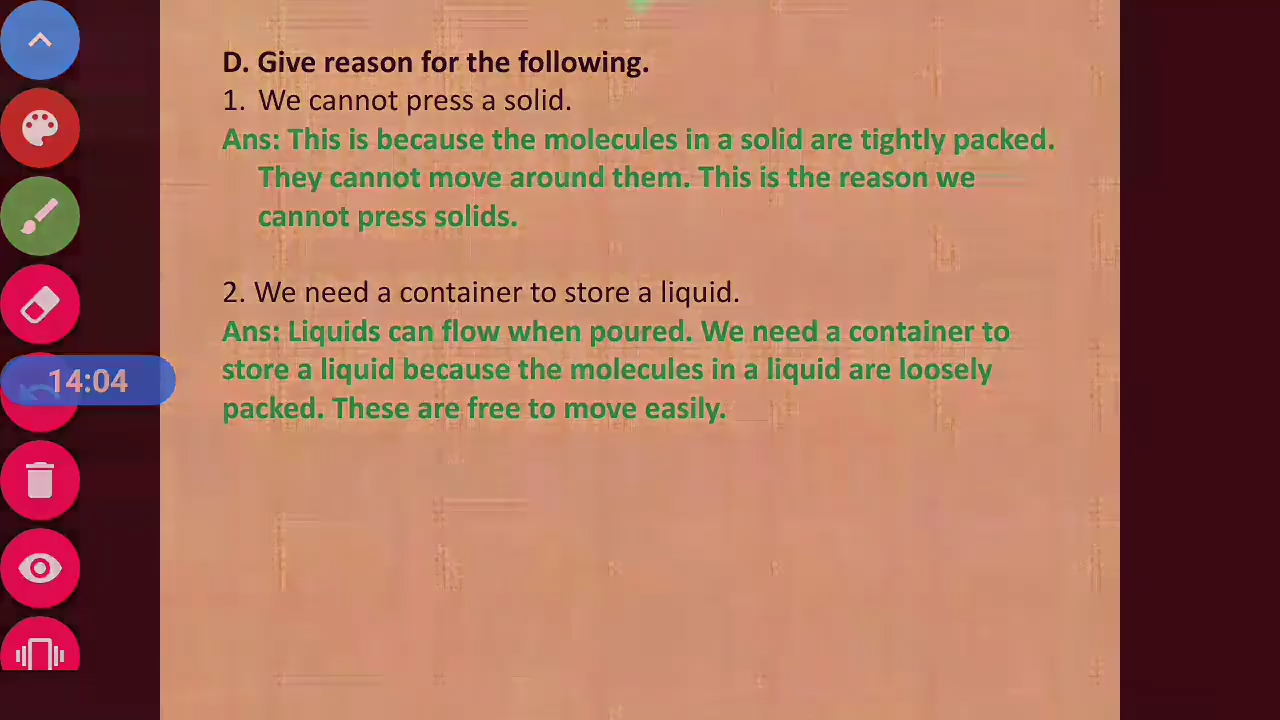 D. Give reason for the following.
1. We cannot press a solid.
Ans: This is because the molecules in a solid are tightly packed.
They cannot move around them. This is the reason we
cannot press solids.
2. We need a container to store a liquid.
Ans: Liquids can flow when poured. We need a container to
store a liquid because the molecules in a liquid are loosely
packed. These are free to move easily.
14:04